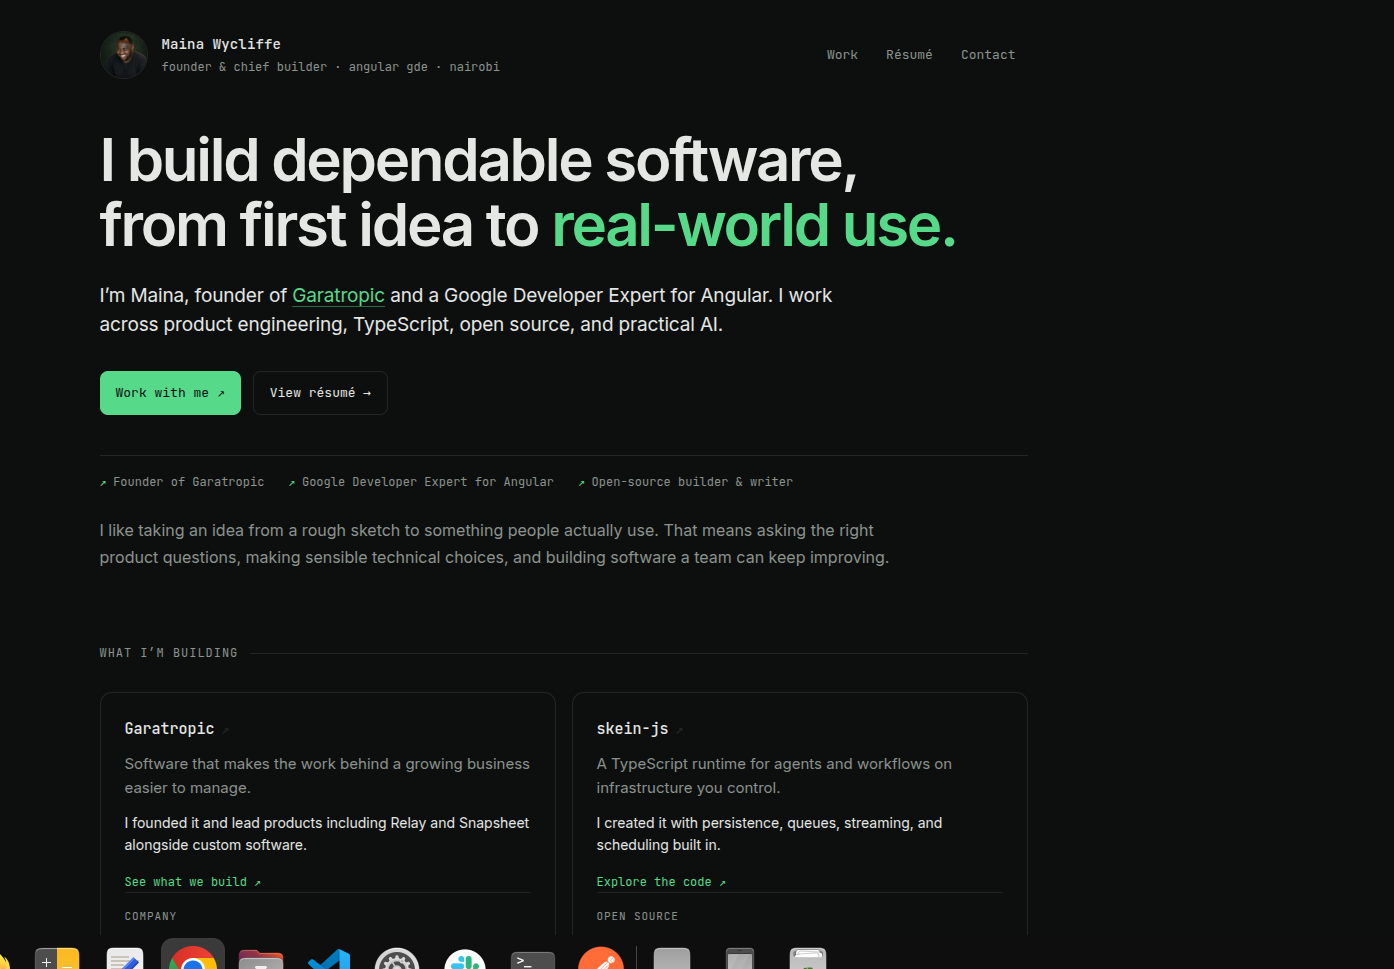 Maina Wycliffe
founder & chief builder · angular gde · nairobi
Work Résumé Contact
I build dependable software,
from first idea to real-world use.
I’m Maina, founder of Garatropic and a Google Developer Expert for Angular. I work
across product engineering, TypeScript, open source, and practical AI.
Work with me ↗ View résumé →
↗ Founder of Garatropic ↗ Google Developer Expert for Angular ↗ Open-source builder & writer
I like taking an idea from a rough sketch to something people actually use. That means asking the right
product questions, making sensible technical choices, and building software a team can keep improving.
WHAT I’M BUILDING
Garatropic ↗
Software that makes the work behind a growing business
easier to manage.
I founded it and lead products including Relay and Snapsheet
alongside custom software.
See what we build ↗
COMPANY
skein-js ↗
A TypeScript runtime for agents and workflows on
infrastructure you control.
I created it with persistence, queues, streaming, and
scheduling built in.
Explore the code ↗
OPEN SOURCE